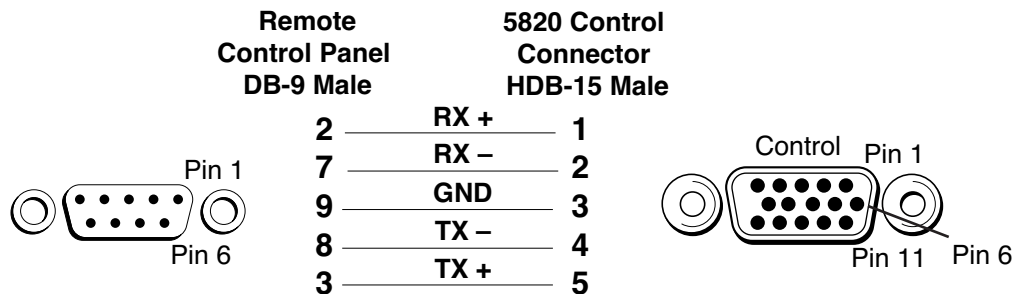 Remote
Control Panel
DB-9 Male
5820 Control
Connector
HDB-15 Male
2 RX + 1
7 RX – 2
9 GND 3
8 TX – 4
3 TX + 5
Pin 1
Pin 6
Control
Pin 1
Pin 11
Pin 6